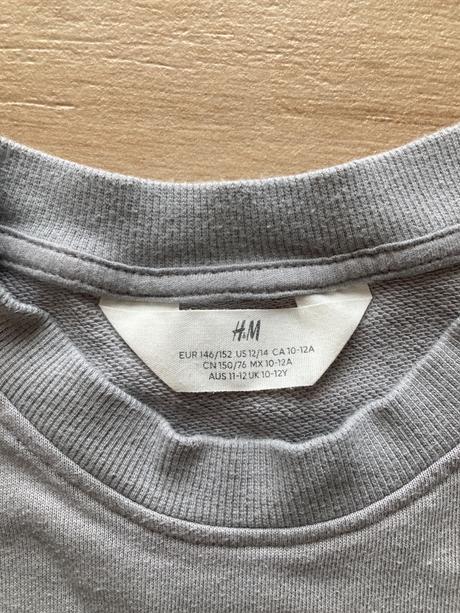 H&M
EUR 146/152 US 12/14 CA 10-12A
CN 150/76 MX 10-12A
AUS 11-12 UK 10-12Y